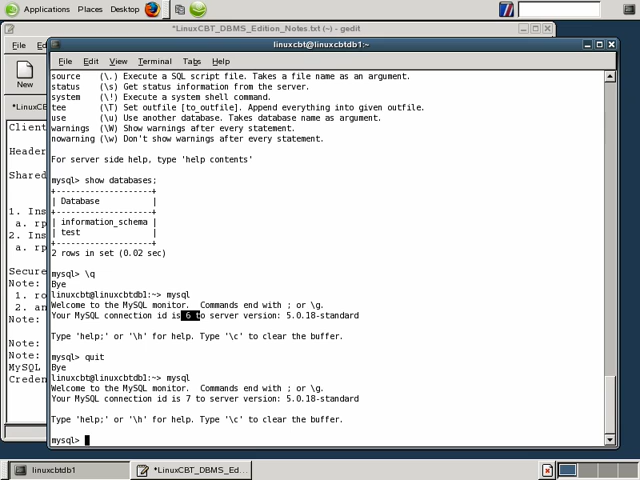 Applications Places Desktop
*LinuxCBT_DBMS_Edition_Notes.txt (~) - gedit
linuxcbt@linuxcbtdb1:~
File Ed
File Edit View Terminal Tabs Help
New
*LinuxC
Client
Header
Shared
1. Ins
a. rp
2. Ins
a. rp
Secure
Note:
1. ro
2. an
Note:
Note:
Note:
MySQL
Creden
source (\.) Execute a SQL script file. Takes a file name as an argument.
status (\s) Get status information from the server.
system (\!) Execute a system shell command.
tee (\T) Set outfile [to_outfile]. Append everything into given outfile.
use (\u) Use another database. Takes database name as argument.
warnings (\W) Show warnings after every statement.
nowarning (\w) Don't show warnings after every statement.
For server side help, type 'help contents'
mysql> show databases;
+--------------------+
| Database |
+--------------------+
| information_schema |
| test |
+--------------------+
2 rows in set (0.02 sec)
mysql> \q
Bye
linuxcbt@linuxcbtdb1:~> mysql
Welcome to the MySQL monitor. Commands end with ; or \g.
Your MySQL connection id is 6 to server version: 5.0.18-standard
Type 'help;' or '\h' for help. Type '\c' to clear the buffer.
mysql> quit
Bye
linuxcbt@linuxcbtdb1:~> mysql
Welcome to the MySQL monitor. Commands end with ; or \g.
Your MySQL connection id is 7 to server version: 5.0.18-standard
Type 'help;' or '\h' for help. Type '\c' to clear the buffer.
mysql>
linuxcbtdb1
*LinuxCBT_DBMS_Ed...